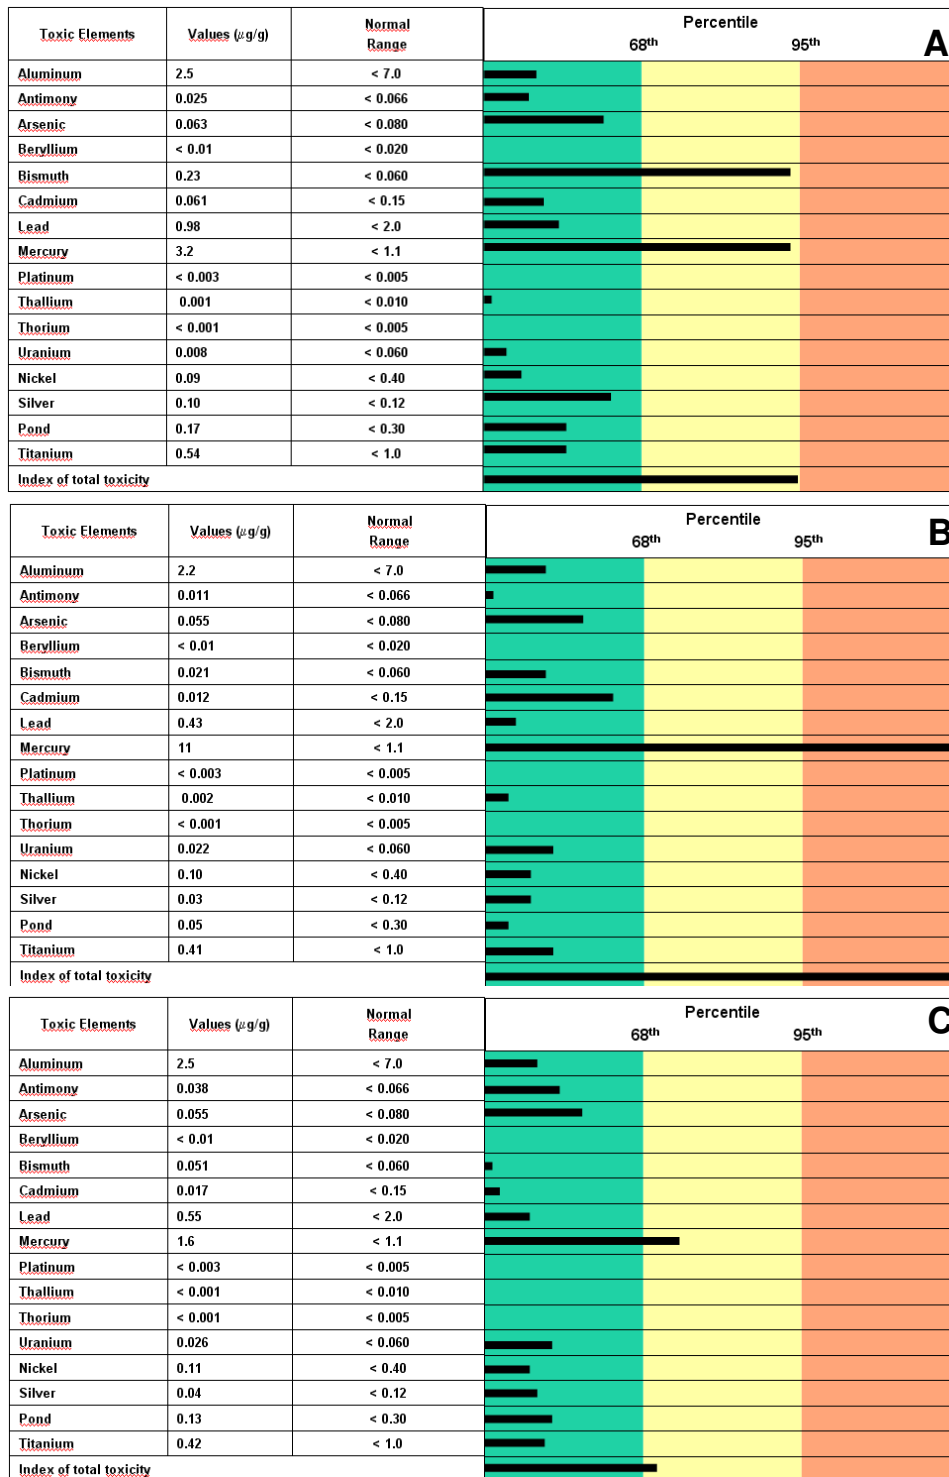 Toxic Elements Values (μg/g) Normal Range Percentile
68th 95th A
Aluminum 2.5 < 7.0
Antimony 0.025 < 0.066
Arsenic 0.063 < 0.080
Beryllium < 0.01 < 0.020
Bismuth 0.23 < 0.060
Cadmium 0.061 < 0.15
Lead 0.98 < 2.0
Mercury 3.2 < 1.1
Platinum < 0.003 < 0.005
Thallium 0.001 < 0.010
Thorium < 0.001 < 0.005
Uranium 0.008 < 0.060
Nickel 0.09 < 0.40
Silver 0.10 < 0.12
Pond 0.17 < 0.30
Titanium 0.54 < 1.0
Index of total toxicity
Toxic Elements Values (μg/g) Normal Range Percentile
68th 95th B
Aluminum 2.2 < 7.0
Antimony 0.011 < 0.066
Arsenic 0.055 < 0.080
Beryllium < 0.01 < 0.020
Bismuth 0.021 < 0.060
Cadmium 0.012 < 0.15
Lead 0.43 < 2.0
Mercury 11 < 1.1
Platinum < 0.003 < 0.005
Thallium 0.002 < 0.010
Thorium < 0.001 < 0.005
Uranium 0.022 < 0.060
Nickel 0.10 < 0.40
Silver 0.03 < 0.12
Pond 0.05 < 0.30
Titanium 0.41 < 1.0
Index of total toxicity
Toxic Elements Values (μg/g) Normal Range Percentile
68th 95th C
Aluminum 2.5 < 7.0
Antimony 0.038 < 0.066
Arsenic 0.055 < 0.080
Beryllium < 0.01 < 0.020
Bismuth 0.051 < 0.060
Cadmium 0.017 < 0.15
Lead 0.55 < 2.0
Mercury 1.6 < 1.1
Platinum < 0.003 < 0.005
Thallium < 0.001 < 0.010
Thorium < 0.001 < 0.005
Uranium 0.026 < 0.060
Nickel 0.11 < 0.40
Silver 0.04 < 0.12
Pond 0.13 < 0.30
Titanium 0.42 < 1.0
Index of total toxicity